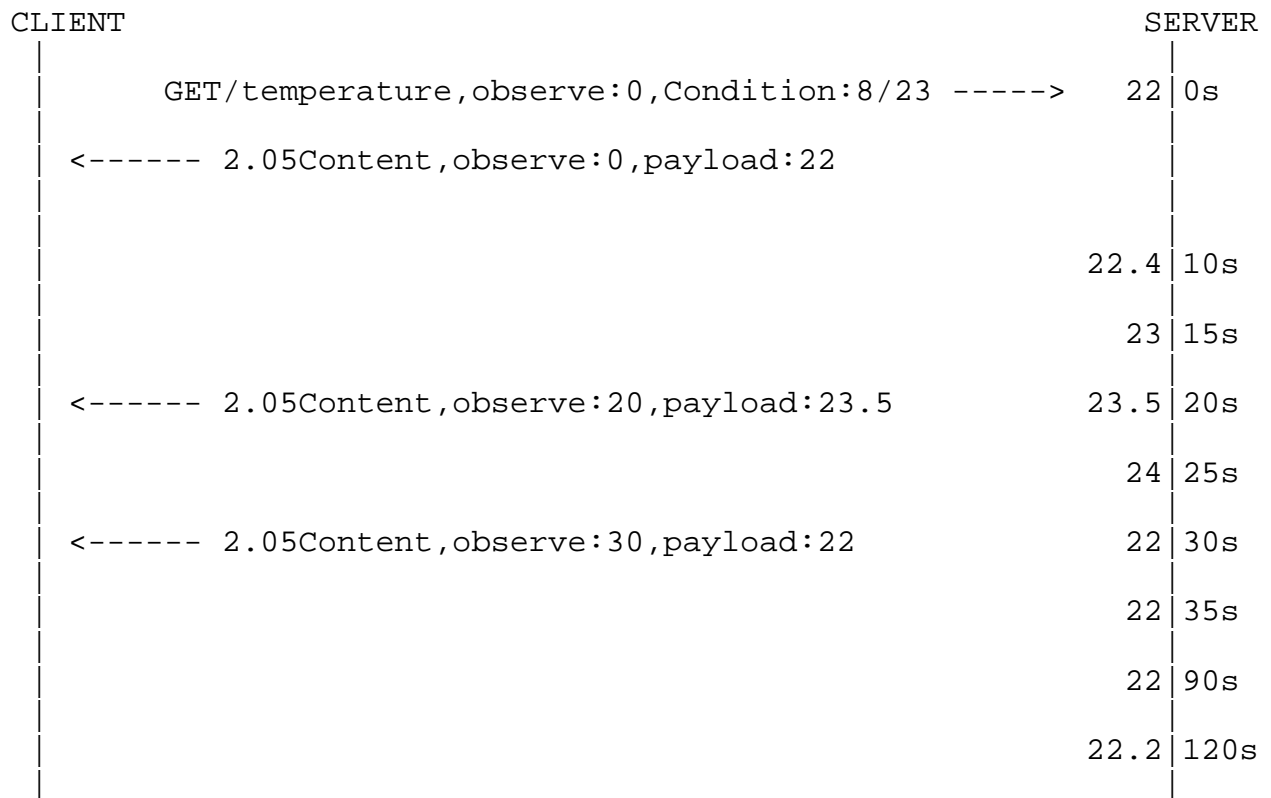 CLIENT SERVER
GET/temperature,observe:0,Condition:8/23 -----> 22|0s
<------ 2.05Content,observe:0,payload:22
22.4|10s
23|15s
<------ 2.05Content,observe:20,payload:23.5 23.5|20s
24|25s
<------ 2.05Content,observe:30,payload:22 22|30s
22|35s
22|90s
22.2|120s